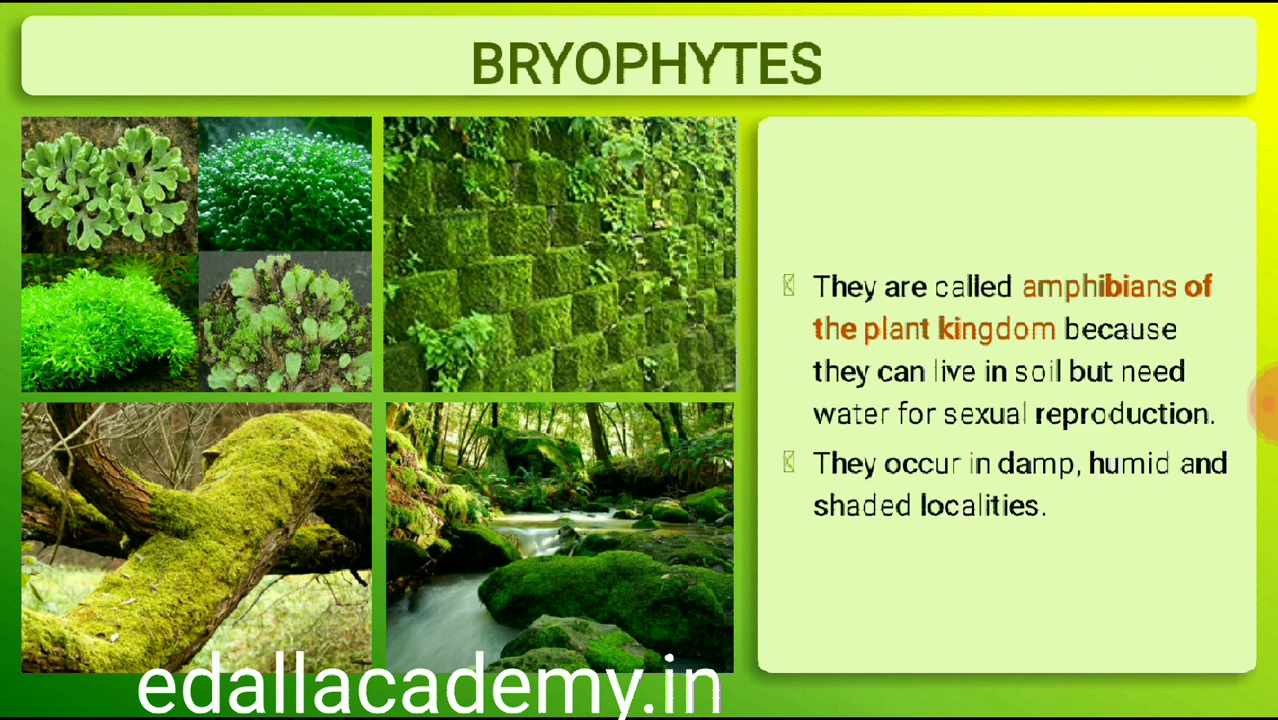 BRYOPHYTES
They are called amphibians of
the plant kingdom because
they can live in soil but need
water for sexual reproduction.
They occur in damp, humid and
shaded localities.
edallacademy.in